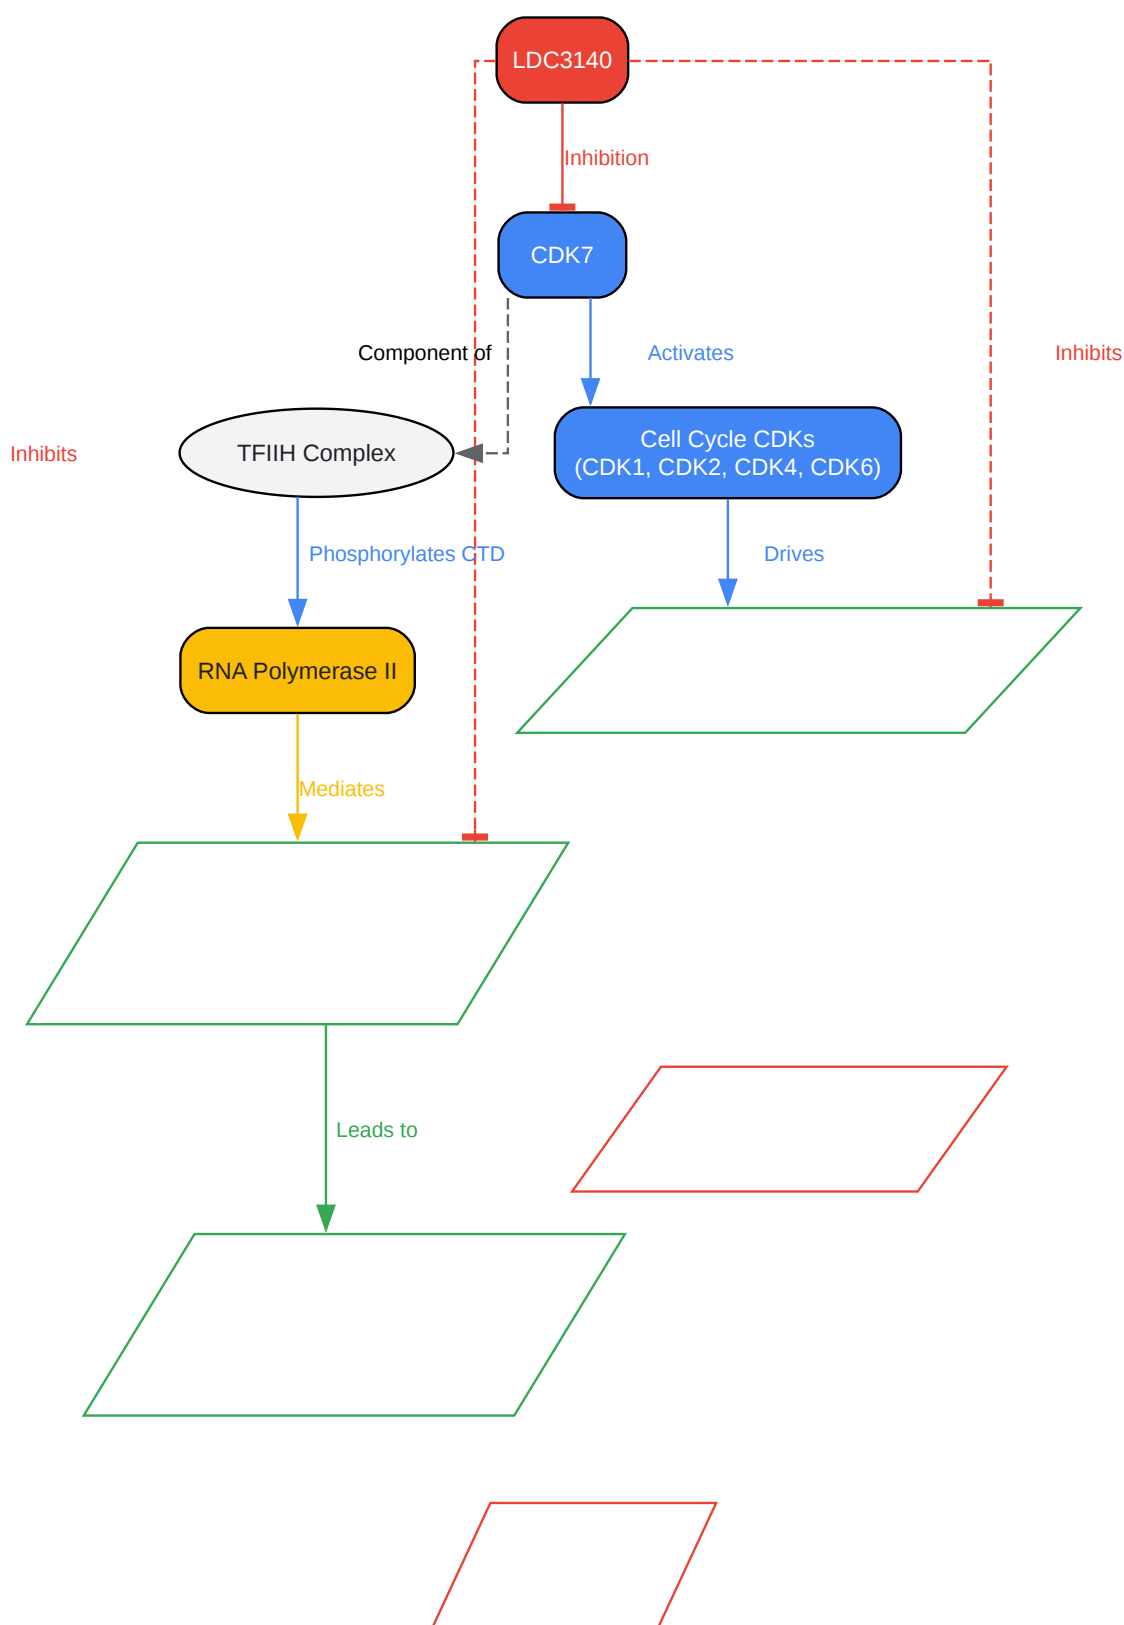 LDC3140
Inhibition
CDK7
Component of
Activates
Inhibits
Cell Cycle CDKs
(CDK1, CDK2, CDK4, CDK6)
TFIIH Complex
Inhibits
Phosphorylates CTD
Drives
RNA Polymerase II
Mediates
Leads to